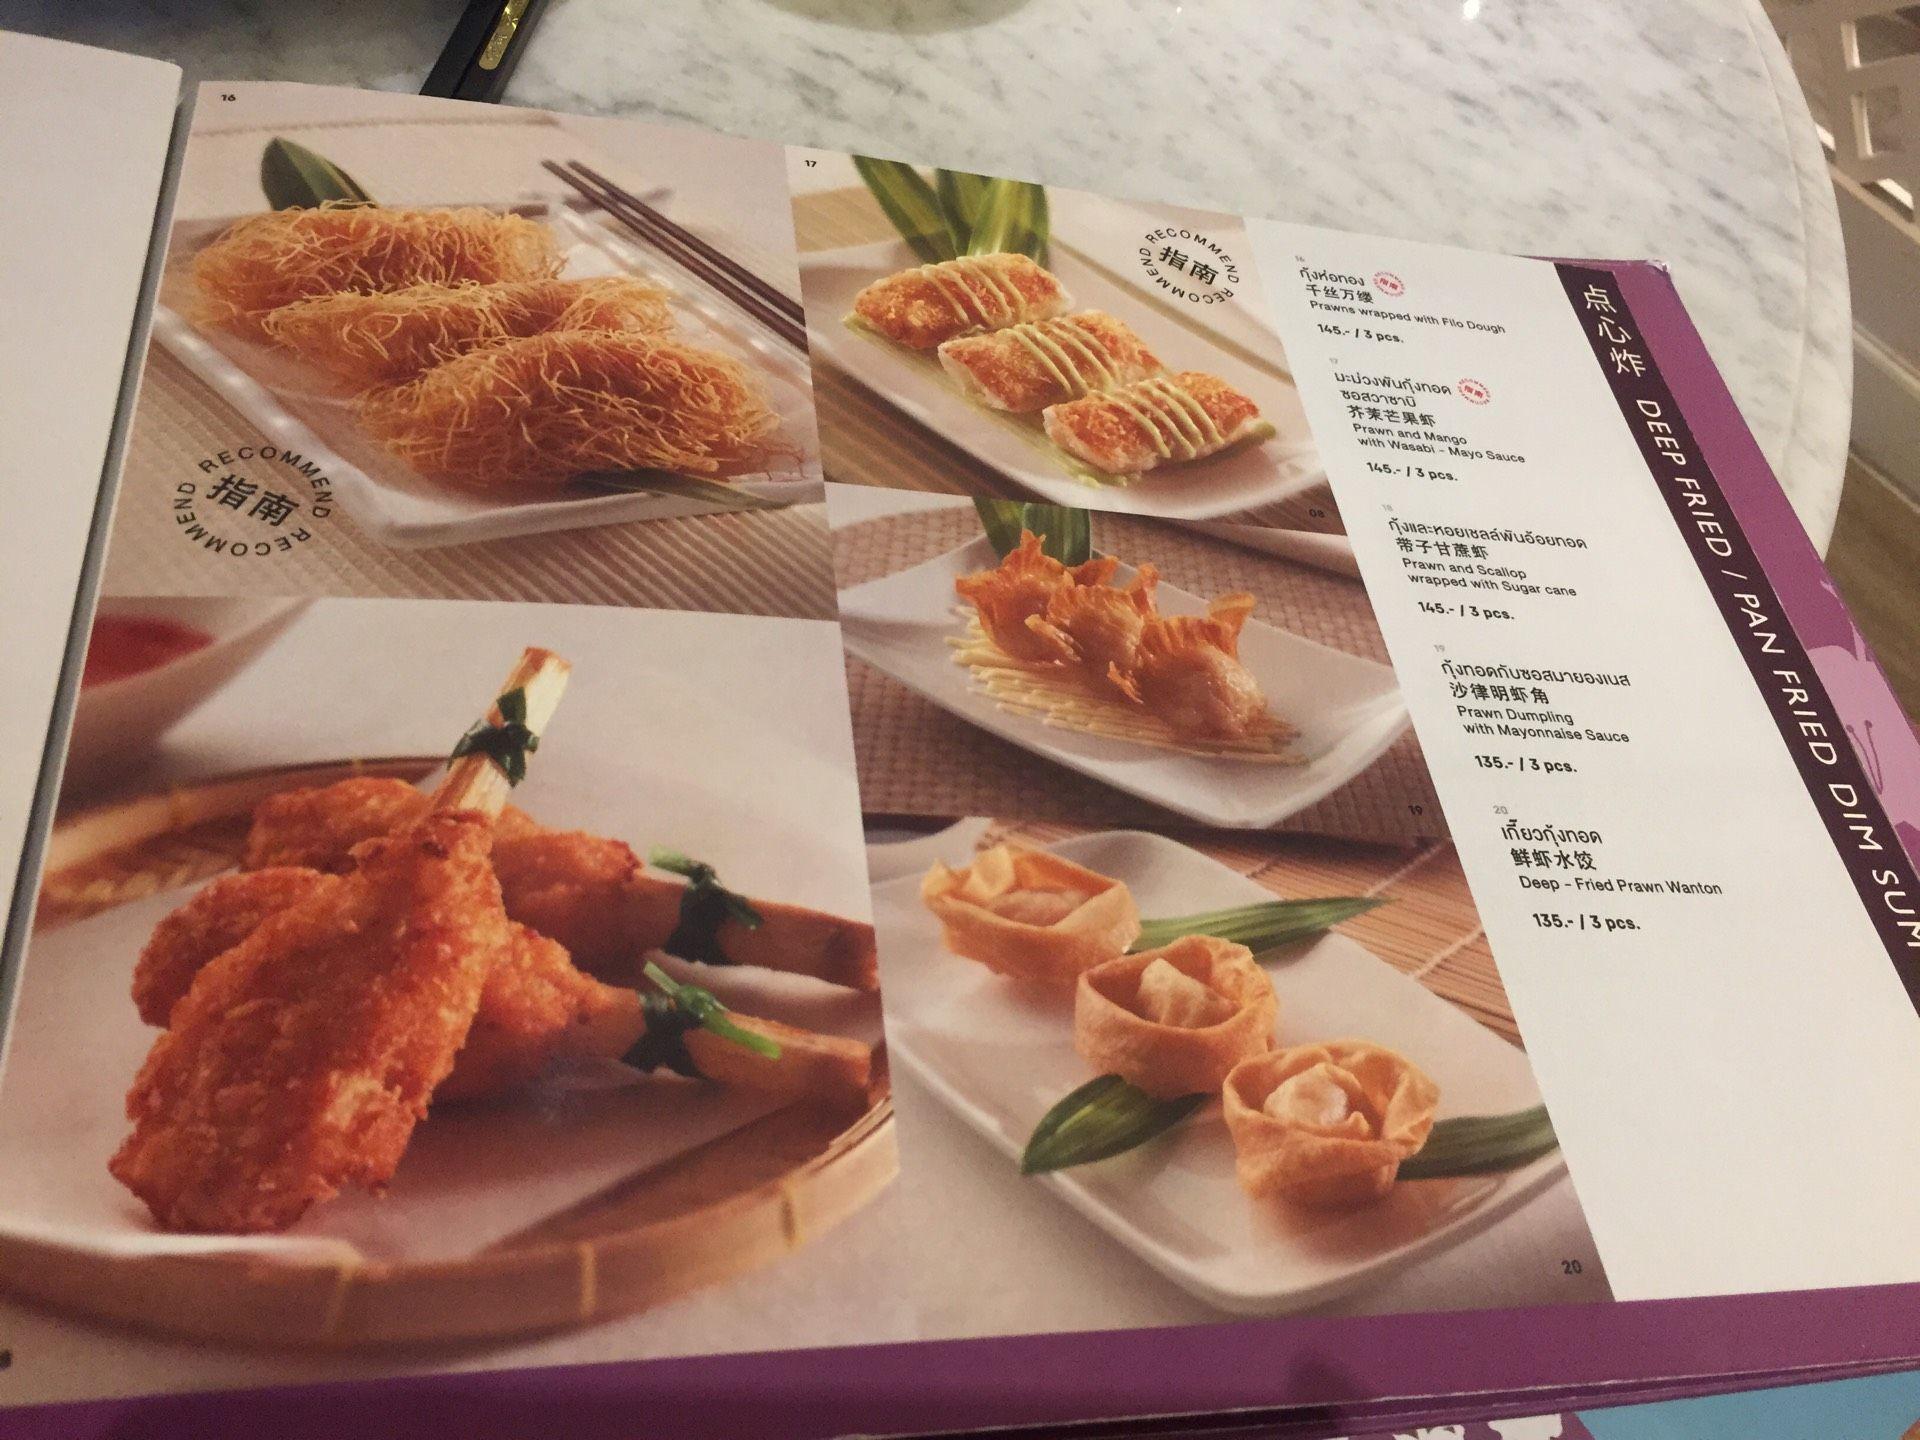 16
17
RECOMMEND
指南
RECOMMEND
RECOMMEND
指南
RECOMMEND
08
19
20
16
กุ้งห่อทอง
千丝万缕
Prawns wrapped with Filo Dough
145.- / 3 pcs.
17
มะม่วงพันกุ้งทอด
ซอสวาซาบิ
芥茉芒果虾
Prawn and Mango
with Wasabi - Mayo Sauce
145.- / 3 pcs.
18
กุ้งและหอยเชลล์พันอ้อยทอด
带子甘蔗虾
Prawn and Scallop
wrapped with Sugar cane
145.- / 3 pcs.
19
กุ้งทอดกับซอสมายองเนส
沙律明虾角
Prawn Dumpling
with Mayonnaise Sauce
135.- / 3 pcs.
20
เกี๊ยวกุ้งทอด
鲜虾水饺
Deep - Fried Prawn Wanton
135.- / 3 pcs.
点心炸 DEEP FRIED / PAN FRIED DIM SUM